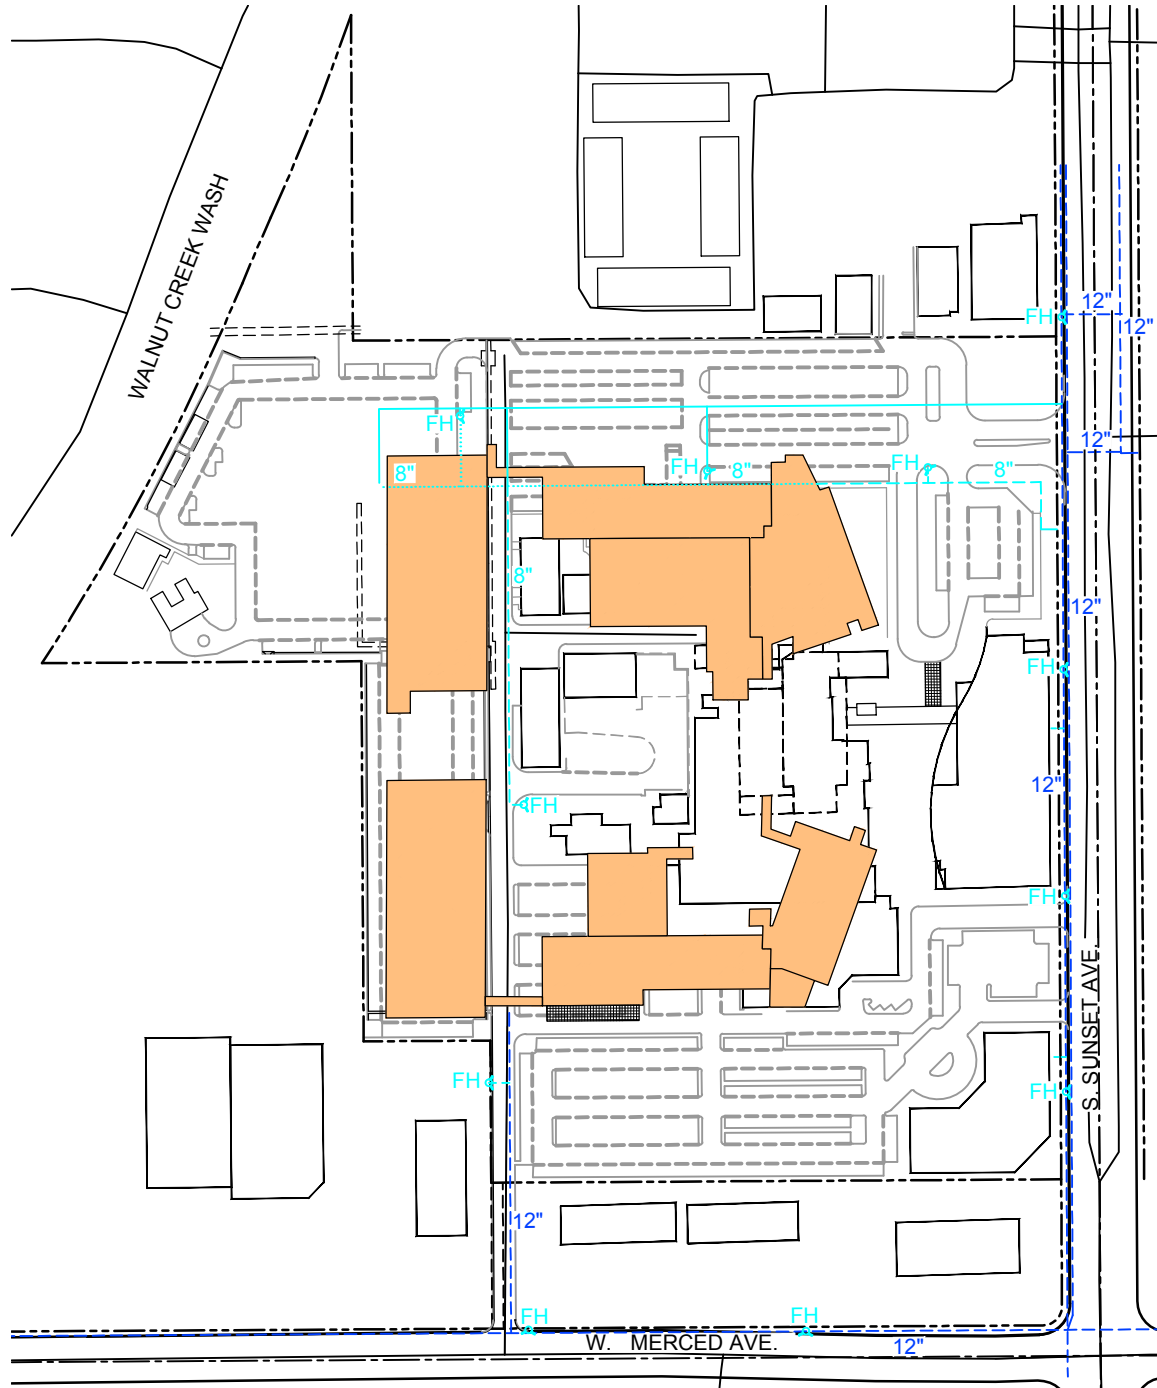 WALNUT CREEK WASH
12"
FH
12"
FH
12"
8"
FH
8"
FH
8"
8"
12"
FH
12"
FH
FH
S. SUNSET AVE.
FH
FH
12"
FH
FH
W. MERCED AVE.
12"